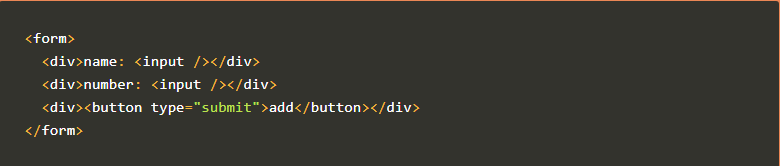 <form>
  <div>name: <input /></div>
  <div>number: <input /></div>
  <div><button type="submit">add</button></div>
</form>